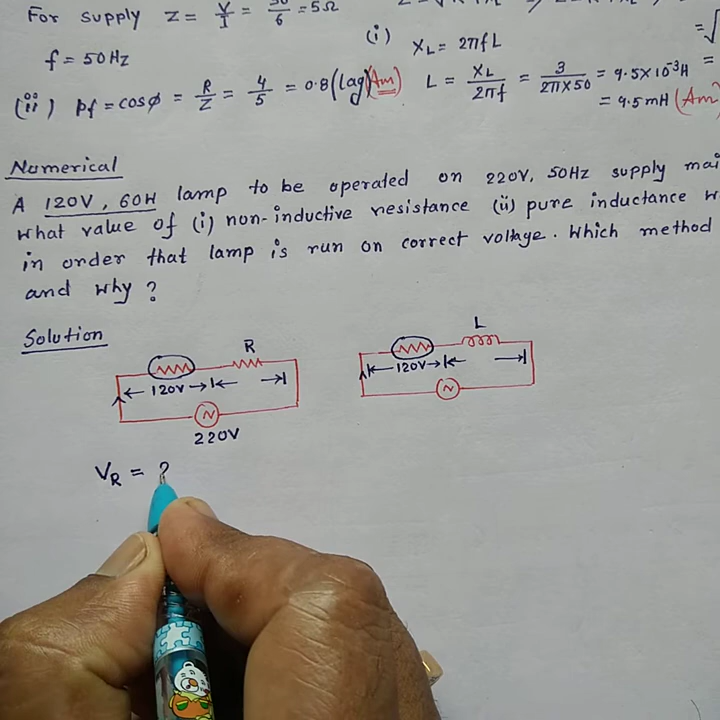 For supply Z = V/I = 30/6 = 5Ω
f = 50Hz
(ii) pf = cosφ = R/Z = 4/5 = 0.8 (lag) (Am)
(i)
XL = 2πfL
L = XL/2πf = 3/2π×50 = 9.5×10⁻³H
= 9.5mH (Am
Numerical
A 120V, 60W lamp to be operated on 220V, 50Hz supply
What value of (i) non-inductive resistance (ii) pure inductance
in order that lamp is run on correct voltage. Which method
and why?
Solution
R
←120V→
220V
L
←120V→
VR = ?